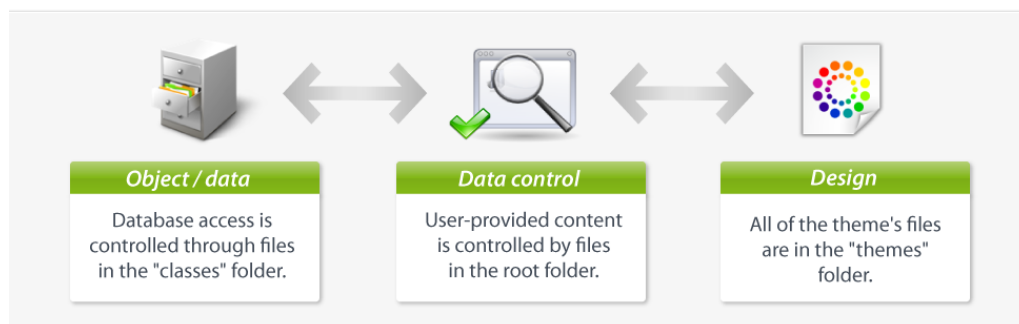 Object / data
Database access is
controlled through files
in the "classes" folder.
Data control
User-provided content
is controlled by files
in the root folder.
Design
All of the theme's files
are in the "themes"
folder.